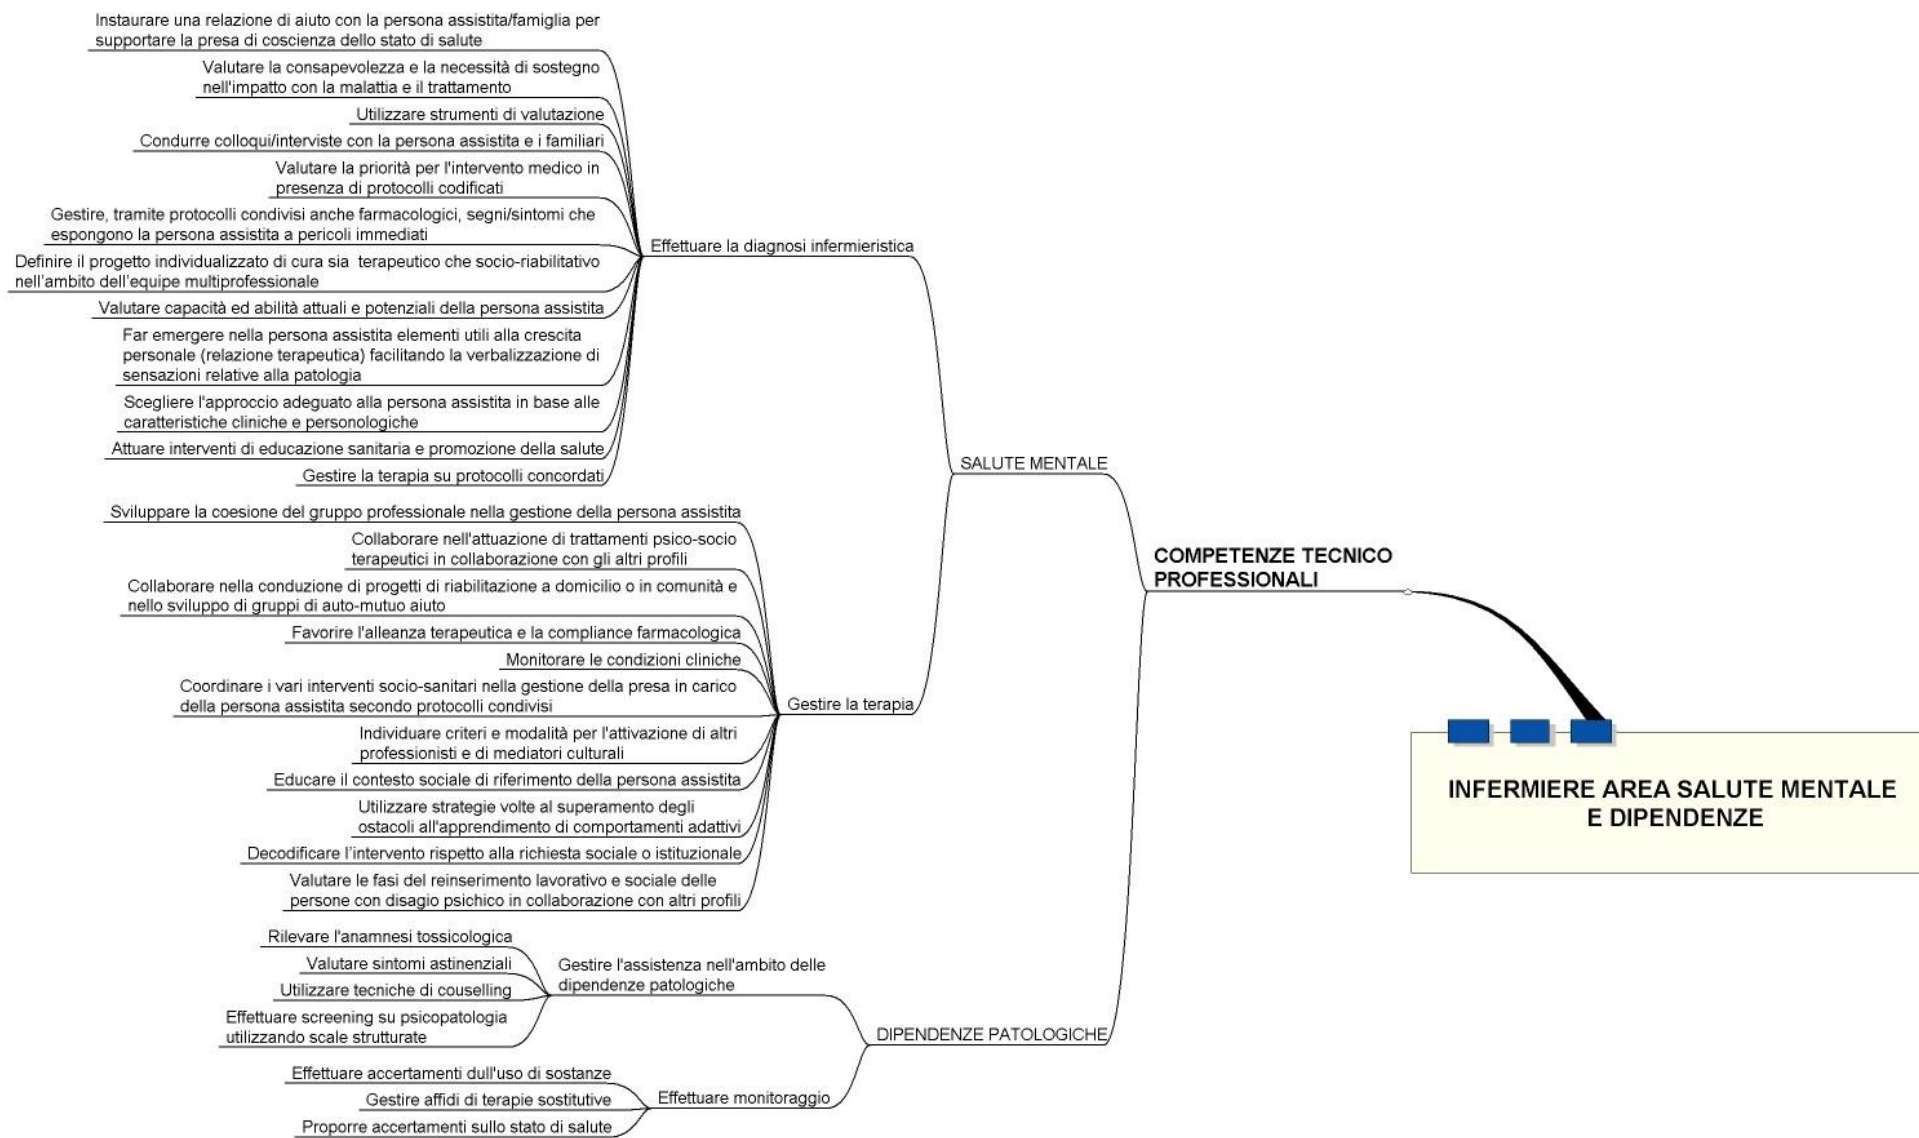 Instaurare una relazione di aiuto con la persona assistita/famiglia per
supportare la presa di coscienza dello stato di salute
Valutare la consapevolezza e la necessità di sostegno
nell'impatto con la malattia e il trattamento
Utilizzare strumenti di valutazione
Condurre colloqui/interviste con la persona assistita e i familiari
Valutare la priorità per l'intervento medico in
presenza di protocolli codificati
Gestire, tramite protocolli condivisi anche farmacologici, segni/sintomi che
espongono la persona assistita a pericoli immediati
Definire il progetto individualizzato di cura sia terapeutico che socio-riabilitativo
nell'ambito dell'equipe multiprofessionale
Valutare capacità ed abilità attuali e potenziali della persona assistita
Far emergere nella persona assistita elementi utili alla crescita
personale (relazione terapeutica) facilitando la verbalizzazione di
sensazioni relative alla patologia
Scegliere l'approccio adeguato alla persona assistita in base alle
caratteristiche cliniche e personologiche
Attuare interventi di educazione sanitaria e promozione della salute
Gestire la terapia su protocolli concordati
Effettuare la diagnosi infermieristica
Sviluppare la coesione del gruppo professionale nella gestione della persona assistita
Collaborare nell'attuazione di trattamenti psico-socio
terapeutici in collaborazione con gli altri profili
Collaborare nella conduzione di progetti di riabilitazione a domicilio o in comunità e
nello sviluppo di gruppi di auto-mutuo aiuto
Favorire l'alleanza terapeutica e la compliance farmacologica
Monitorare le condizioni cliniche
Coordinare i vari interventi socio-sanitari nella gestione della presa in carico
della persona assistita secondo protocolli condivisi
Individuare criteri e modalità per l'attivazione di altri
professionisti e di mediatori culturali
Educare il contesto sociale di riferimento della persona assistita
Utilizzare strategie volte al superamento degli
ostacoli all'apprendimento di comportamenti adattivi
Decodificare l'intervento rispetto alla richiesta sociale o istituzionale
Valutare le fasi del reinserimento lavorativo e sociale delle
persone con disagio psichico in collaborazione con altri profili
Gestire la terapia
SALUTE MENTALE
Rilevare l'anamnesi tossicologica
Valutare sintomi astinenziali
Utilizzare tecniche di couselling
Effettuare screening su psicopatologia
utilizzando scale strutturate
Gestire l'assistenza nell'ambito delle
dipendenze patologiche
Effettuare accertamenti dull'uso di sostanze
Gestire affidi di terapie sostitutive
Proporre accertamenti sullo stato di salute
Effettuare monitoraggio
DIPENDENZE PATOLOGICHE
COMPETENZE TECNICO
PROFESSIONALI
INFERMIERE AREA SALUTE MENTALE
E DIPENDENZE